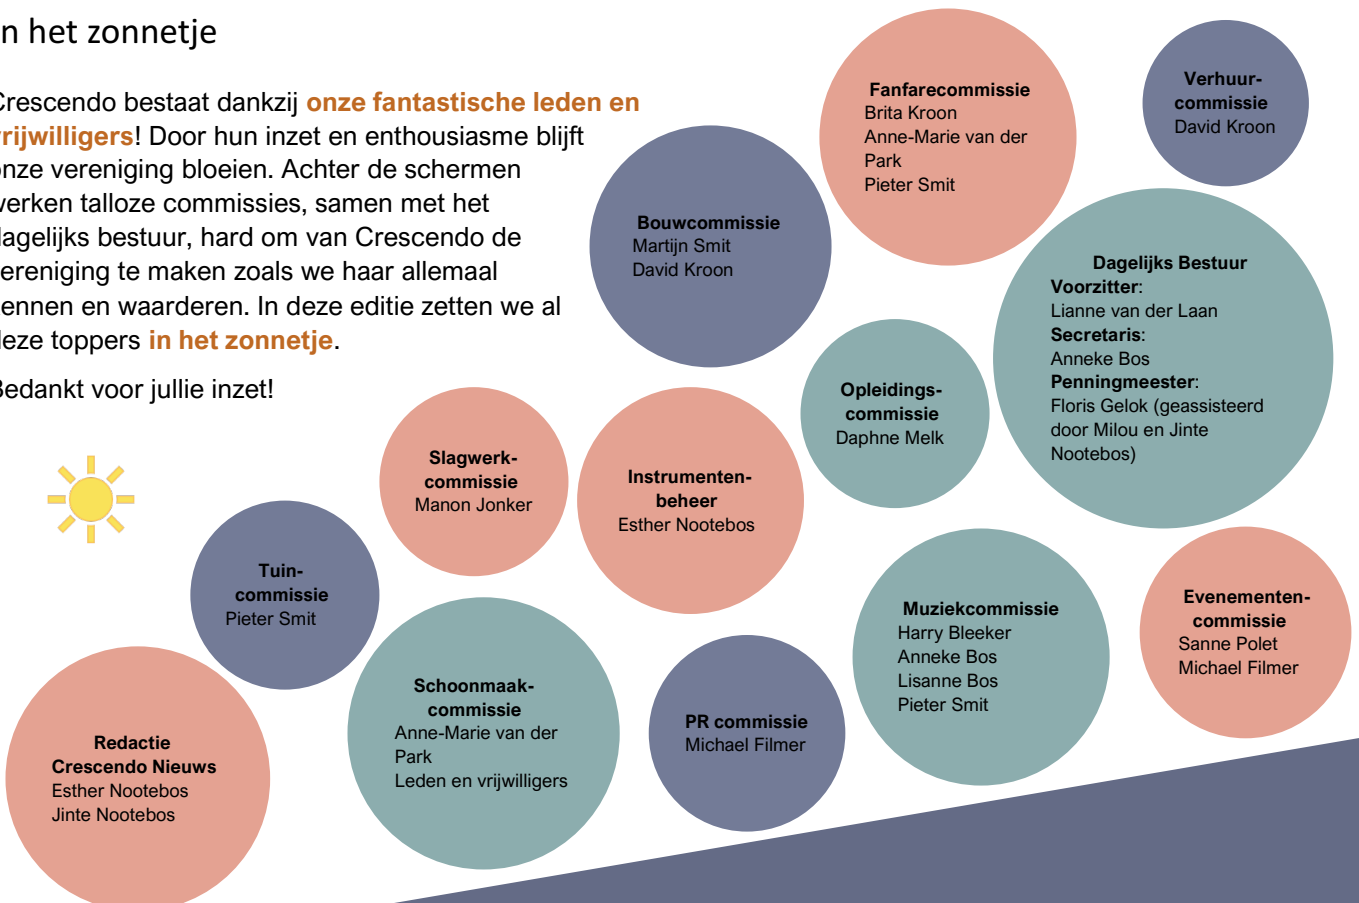 n het zonnetje
Crescendo bestaat dankzij onze fantastische leden en
vrijwilligers! Door hun inzet en enthousiasme blijft
onze vereniging bloeien. Achter de schermen
werken talloze commissies, samen met het
dagelijks bestuur, hard om van Crescendo de
vereniging te maken zoals we haar allemaal
kennen en waarderen. In deze editie zetten we al
deze toppers in het zonnetje.
Bedankt voor jullie inzet!
Fanfarecommissie
Brita Kroon
Anne-Marie van der
Park
Pieter Smit
Verhuur-
commissie
David Kroon
Bouwcommissie
Martijn Smit
David Kroon
Dagelijks Bestuur
Voorzitter:
Lianne van der Laan
Secretaris:
Anneke Bos
Penningmeester:
Floris Gelok (geassisteerd
door Milou en Jinte
Nootebos)
Opleidings-
commissie
Daphne Melk
Slagwerk-
commissie
Manon Jonker
Instrumenten-
beheer
Esther Nootebos
Tuin-
commissie
Pieter Smit
Muziekcommissie
Harry Bleeker
Anneke Bos
Lisanne Bos
Pieter Smit
Evenementen-
commissie
Sanne Polet
Michael Filmer
Schoonmaak-
commissie
Anne-Marie van der
Park
Leden en vrijwilligers
PR commissie
Michael Filmer
Redactie
Crescendo Nieuws
Esther Nootebos
Jinte Nootebos